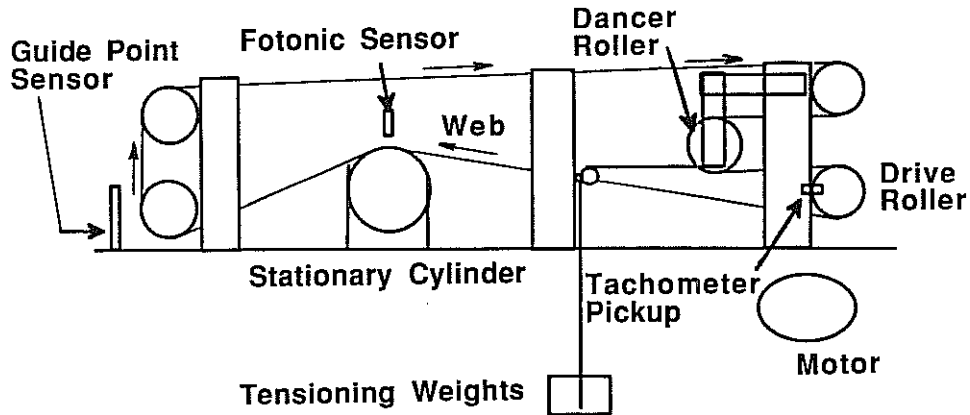 Dancer
Roller
Fotonic Sensor
Guide Point
Sensor
Web
Drive
Roller
Stationary Cylinder
Tachometer
Pickup
Motor
Tensioning Weights